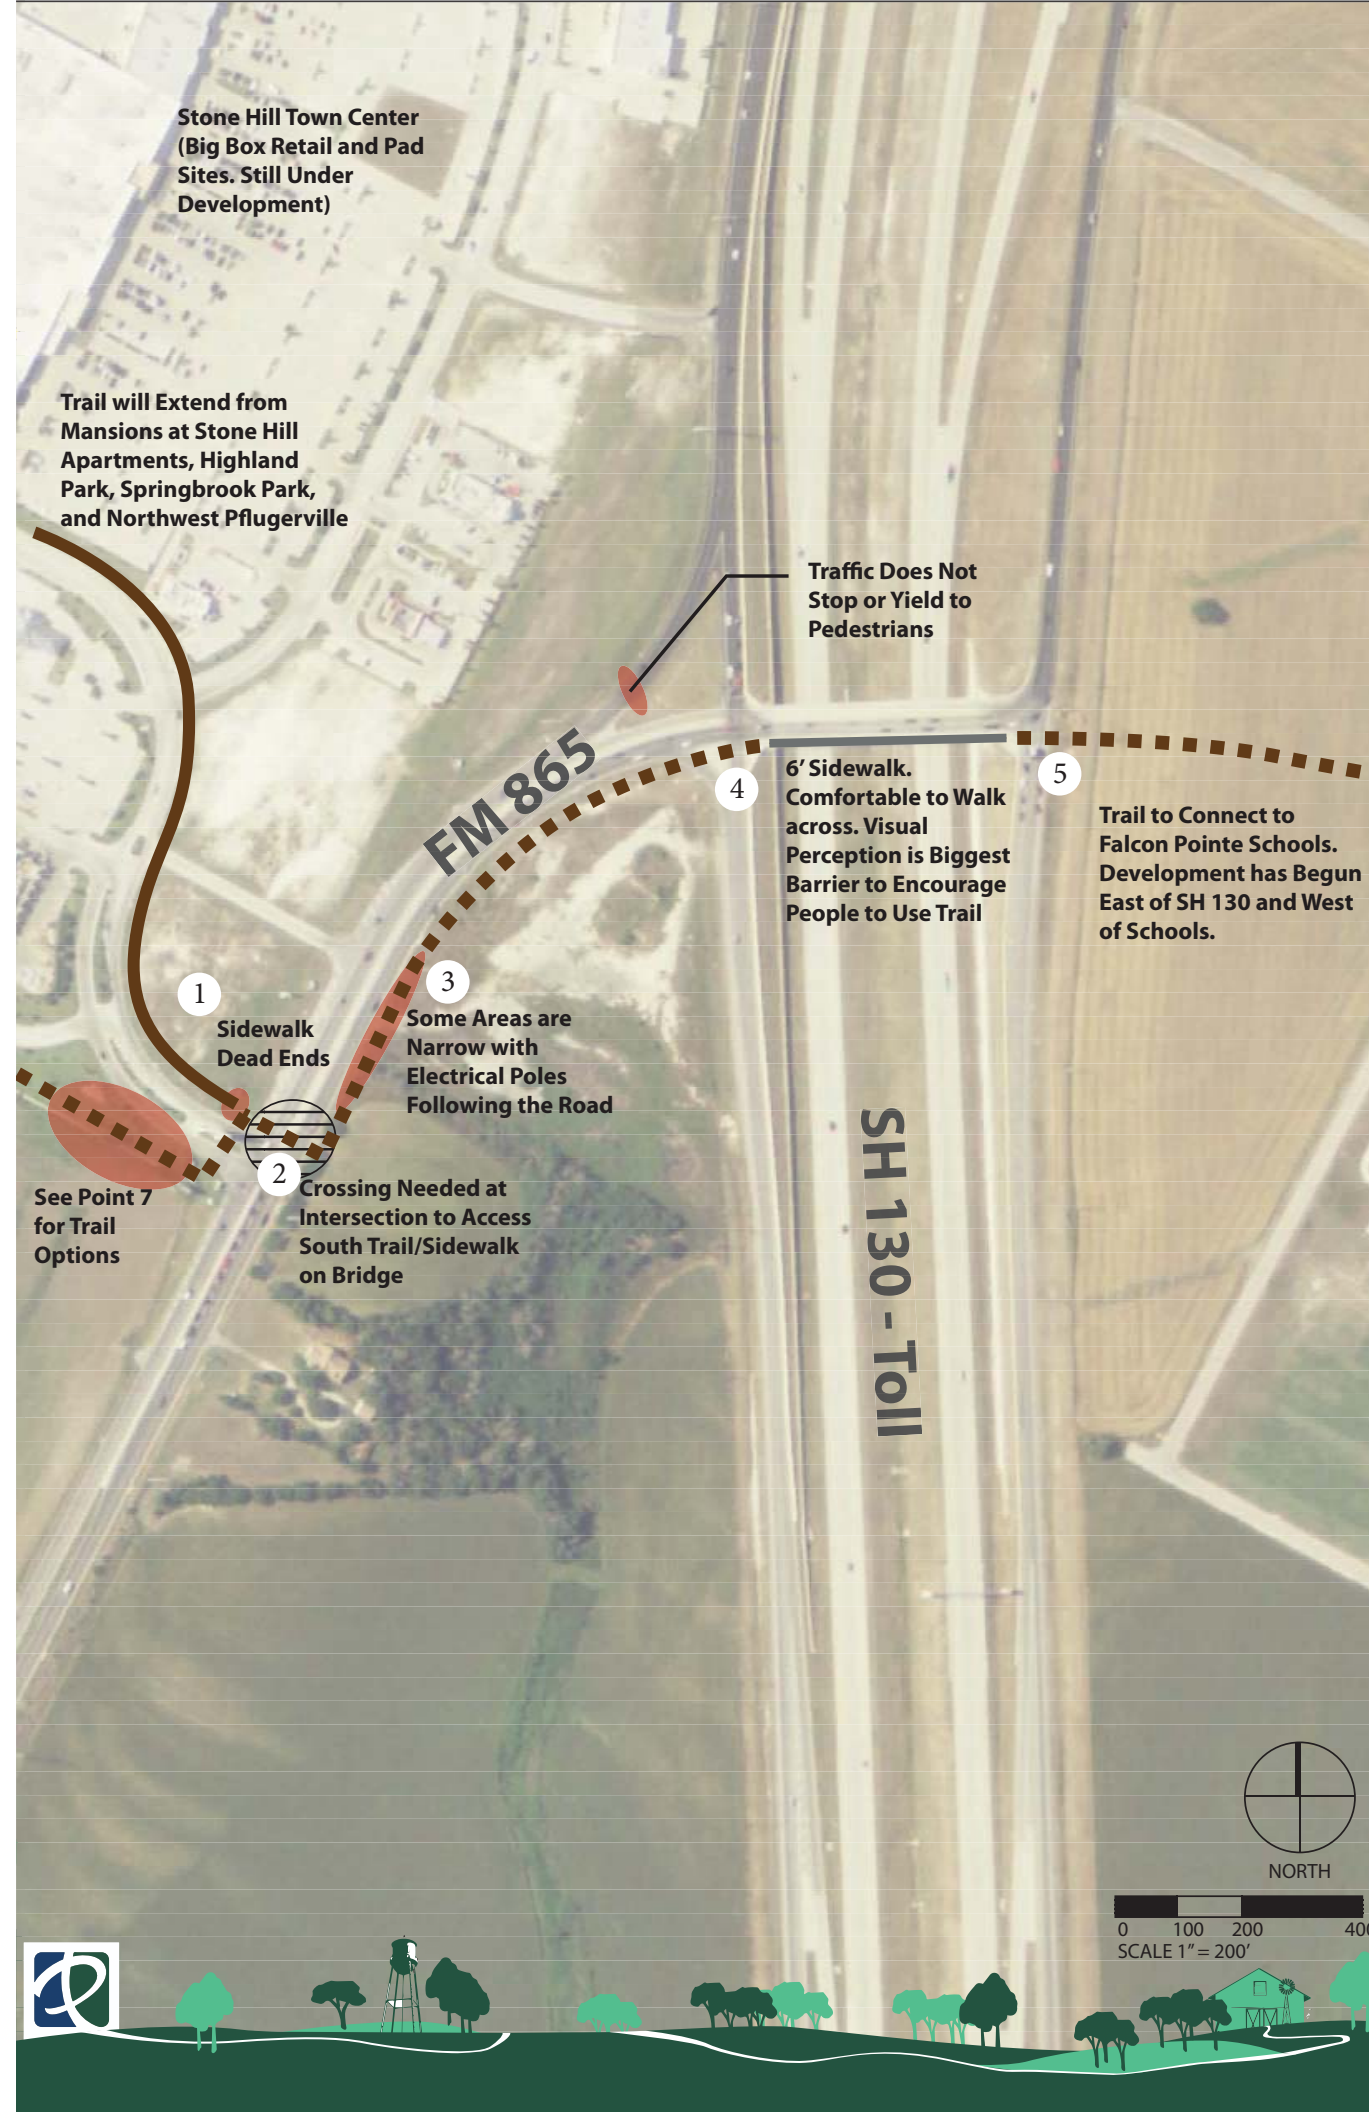 Stone Hill Town Center
(Big Box Retail and Pad
Sites. Still Under
Development)
Trail will Extend from
Mansions at Stone Hill
Apartments, Highland
Park, Springbrook Park,
and Northwest Pflugerville
Traffic Does Not
Stop or Yield to
Pedestrians
FM 865
4
6’ Sidewalk.
Comfortable to Walk
across. Visual
Perception is Biggest
Barrier to Encourage
People to Use Trail
5
Trail to Connect to
Falcon Pointe Schools.
Development has Begun
East of SH 130 and West
of Schools.
1
Sidewalk
Dead Ends
3
Some Areas are
Narrow with
Electrical Poles
Following the Road
2
Crossing Needed at
Intersection to Access
South Trail/Sidewalk
on Bridge
See Point 7
for Trail
Options
SH 130 - Toll
NORTH
0 100 200 400
SCALE 1” = 200’